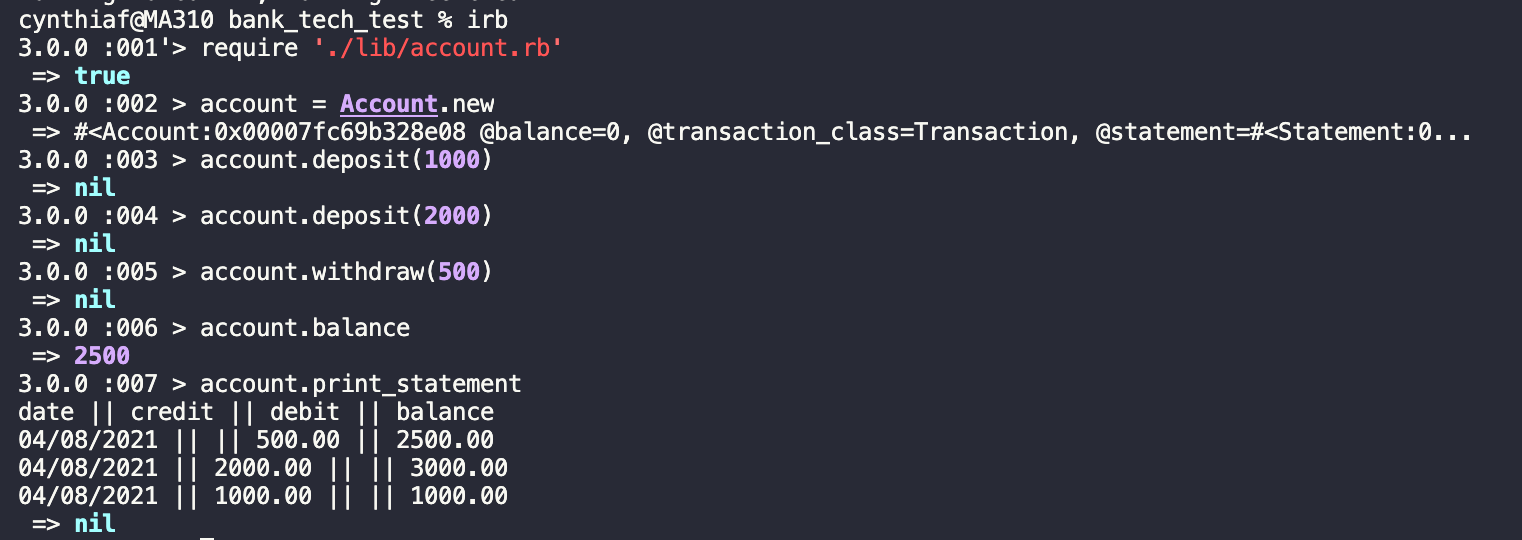 cynthiaf@MA310 bank_tech_test % irb
3.0.0 :001'> require './lib/account.rb'
=> true
3.0.0 :002 > account = Account.new
=> #<Account:0x00007fc69b328e08 @balance=0, @transaction_class=Transaction, @statement=#<Statement:0...
3.0.0 :003 > account.deposit(1000)
=> nil
3.0.0 :004 > account.deposit(2000)
=> nil
3.0.0 :005 > account.withdraw(500)
=> nil
3.0.0 :006 > account.balance
=> 2500
3.0.0 :007 > account.print_statement
date || credit || debit || balance
04/08/2021 || || 500.00 || 2500.00
04/08/2021 || 2000.00 || || 3000.00
04/08/2021 || 1000.00 || || 1000.00
=> nil